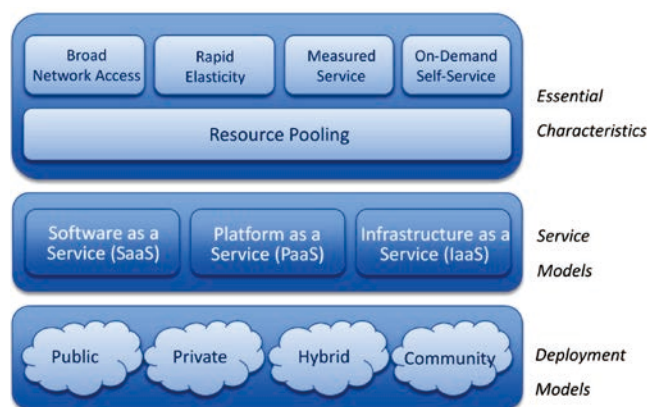 Broad
Network Access
Rapid
Elasticity
Measured
Service
On-Demand
Self-Service
Resource Pooling
Essential
Characteristics
Software as a
Service (SaaS)
Platform as a
Service (PaaS)
Infrastructure as a
Service (IaaS)
Service
Models
Public
Private
Hybrid
Community
Deployment
Models